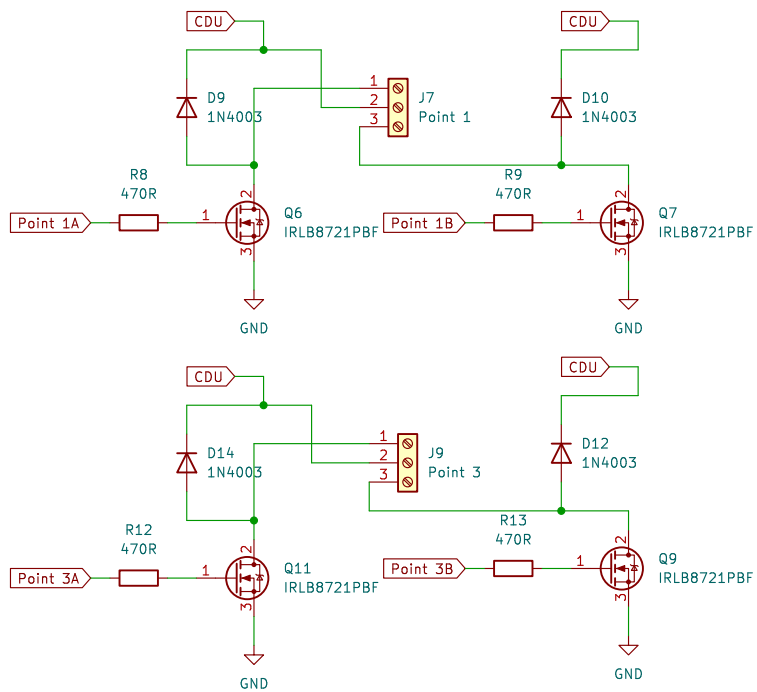 CDU
CDU
D9
1N4003
1
2
3
J7
Point 1
D10
1N4003
R8
470R
R9
470R
Point 1A
1
2
3
Q6
IRLB8721PBF
Point 1B
1
2
3
Q7
IRLB8721PBF
GND
GND
CDU
CDU
D14
1N4003
1
2
3
J9
Point 3
D12
1N4003
R12
470R
R13
470R
Point 3A
1
2
3
Q11
IRLB8721PBF
Point 3B
1
2
3
Q9
IRLB8721PBF
GND
GND